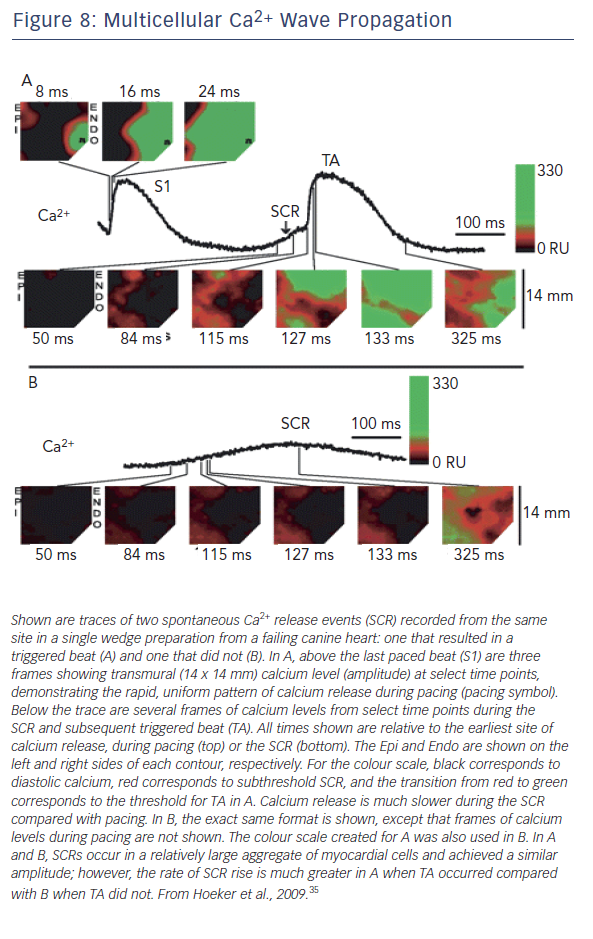 Figure 8: Multicellular Ca2+ Wave Propagation
A
8 ms 16 ms 24 ms
EPI
ENDO
S1
TA
330
Ca2+
SCR
100 ms
0 RU
EPI
ENDO
14 mm
50 ms 84 ms 115 ms 127 ms 133 ms 325 ms
B
330
SCR
100 ms
Ca2+
0 RU
EPI
ENDO
14 mm
50 ms 84 ms 115 ms 127 ms 133 ms 325 ms
Shown are traces of two spontaneous Ca2+ release events (SCR) recorded from the same
site in a single wedge preparation from a failing canine heart: one that resulted in a
triggered beat (A) and one that did not (B). In A, above the last paced beat (S1) are three
frames showing transmural (14 x 14 mm) calcium level (amplitude) at select time points,
demonstrating the rapid, uniform pattern of calcium release during pacing (pacing symbol).
Below the trace are several frames of calcium levels from select time points during the
SCR and subsequent triggered beat (TA). All times shown are relative to the earliest site of
calcium release, during pacing (top) or the SCR (bottom). The Epi and Endo are shown on the
left and right sides of each contour, respectively. For the colour scale, black corresponds to
diastolic calcium, red corresponds to subthreshold SCR, and the transition from red to green
corresponds to the threshold for TA in A. Calcium release is much slower during the SCR
compared with pacing. In B, the exact same format is shown, except that frames of calcium
levels during pacing are not shown. The colour scale created for A was also used in B. In A
and B, SCRs occur in a relatively large aggregate of myocardial cells and achieved a similar
amplitude; however, the rate of SCR rise is much greater in A when TA occurred compared
with B when TA did not. From Hoeker et al., 2009.35